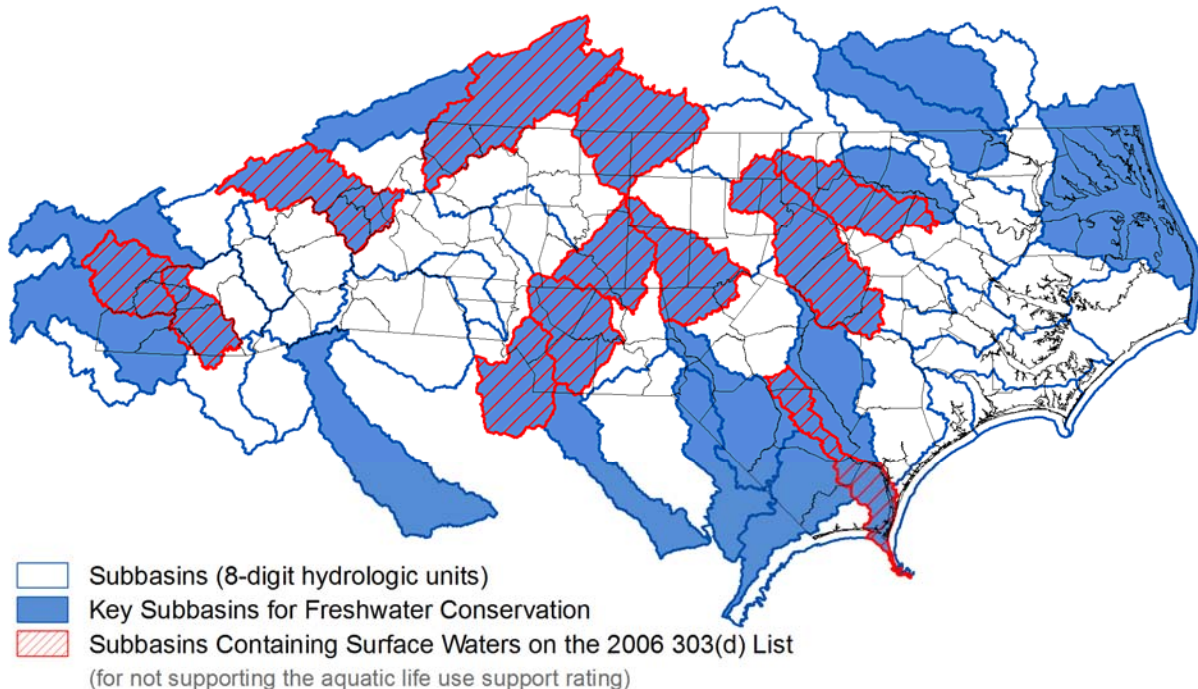 Subbasins (8-digit hydrologic units)
Key Subbasins for Freshwater Conservation
Subbasins Containing Surface Waters on the 2006 303(d) List
(for not supporting the aquatic life use support rating)